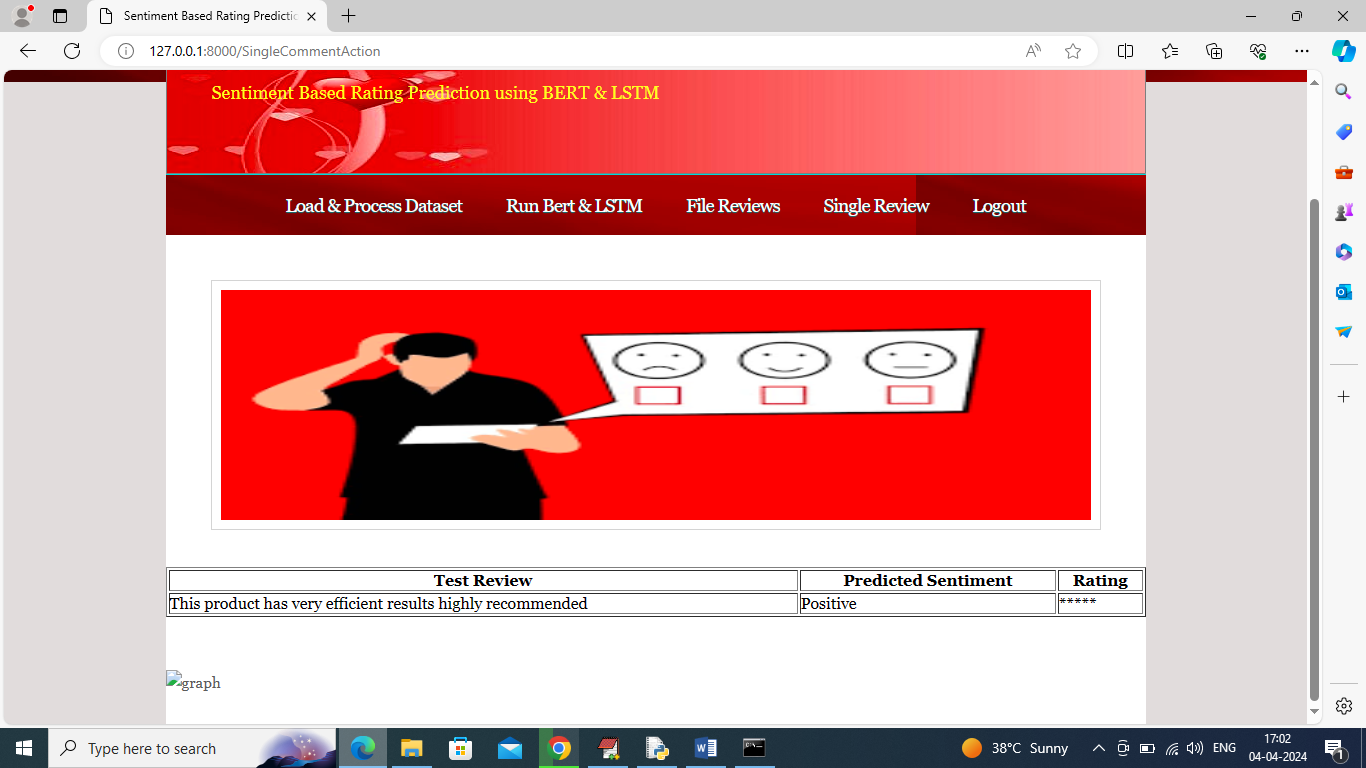 Sentiment Based Rating Predictio
127.0.0.1:8000/SingleCommentAction
Sentiment Based Rating Prediction using BERT & LSTM
Load & Process Dataset Run Bert & LSTM File Reviews Single Review Logout
Test Review Predicted Sentiment Rating
This product has very efficient results highly recommended Positive *****
graph
Type here to search 38°C Sunny ENG 17:02
04-04-2024 1